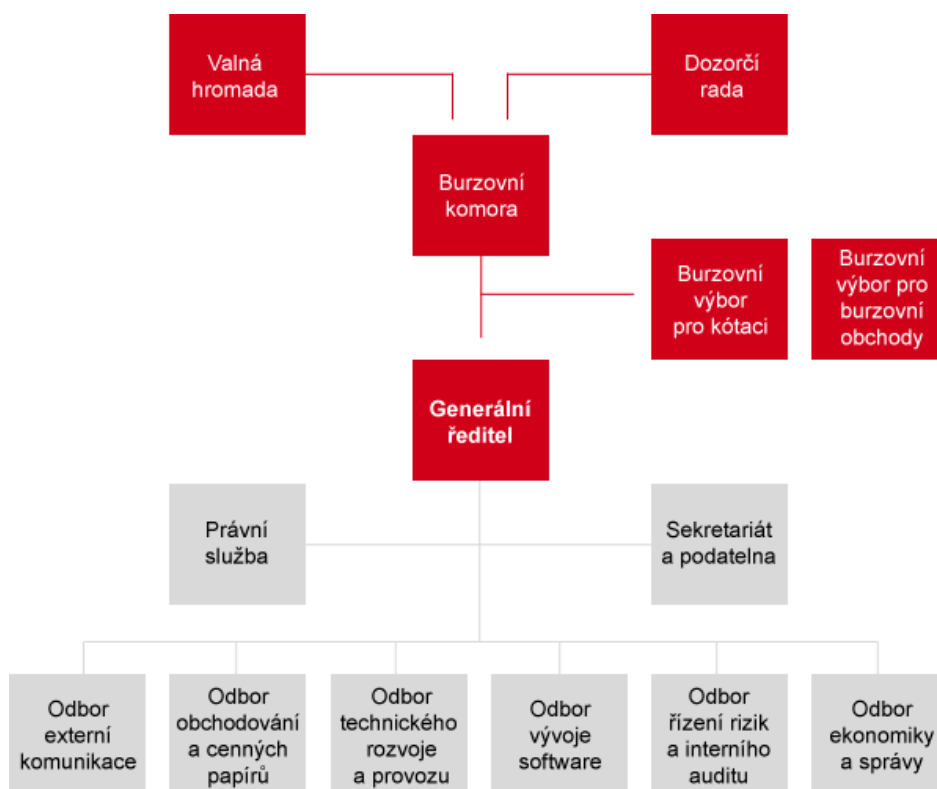 Valná
hromada
Dozorčí
rada
Burzovní
komora
Burzovní
výbor
pro kótaci
Burzovní
výbor pro
burzovní
obchody
Generální
ředitel
Právní
služba
Sekretariát
a podatelna
Odbor
externí
komunikace
Odbor
obchodování
a cenných
papírů
Odbor
technického
rozvoje
a provozu
Odbor
vývoje
software
Odbor
řízení rizik
a interního
auditu
Odbor
ekonomiky
a správy